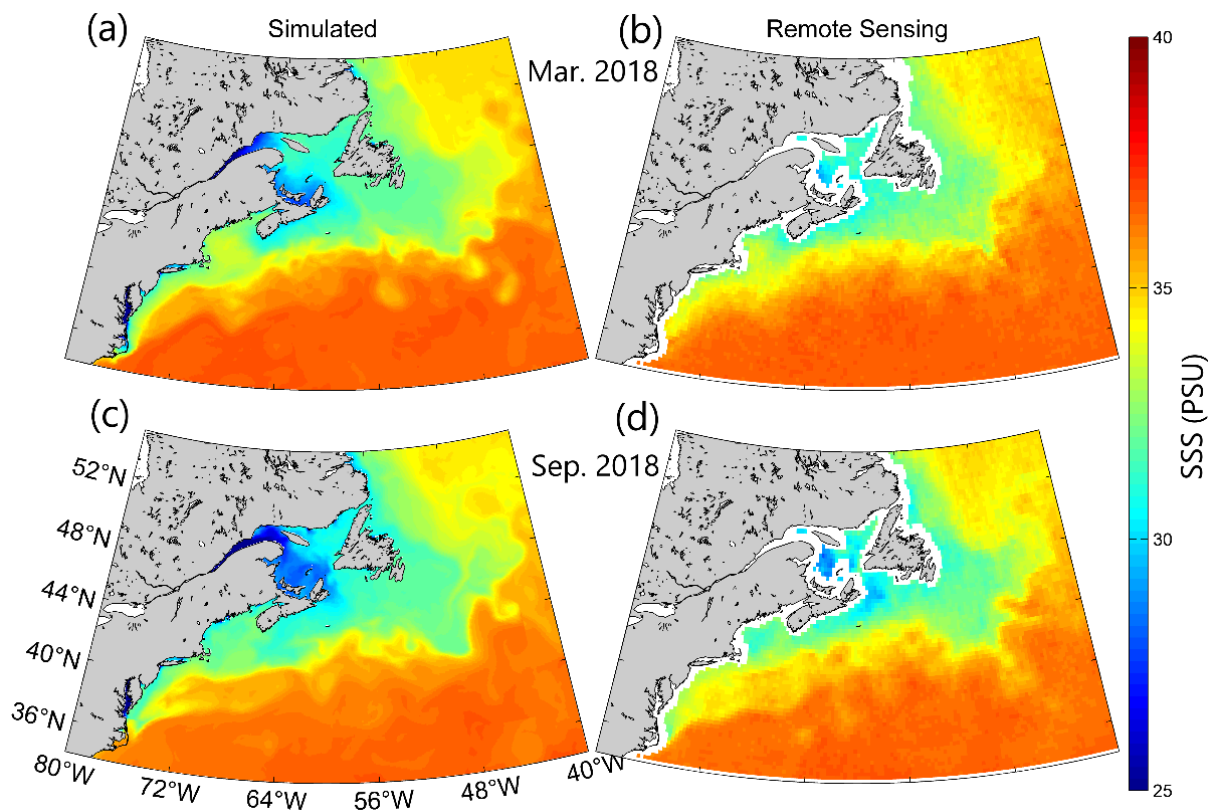 (a) Simulated
(b) Remote Sensing
Mar. 2018
40
35
30
25
SSS (PSU)
(c)
(d)
Sep. 2018
52°N
48°N
44°N
40°N
36°N
80°W
72°W
64°W
56°W
48°W
40°W